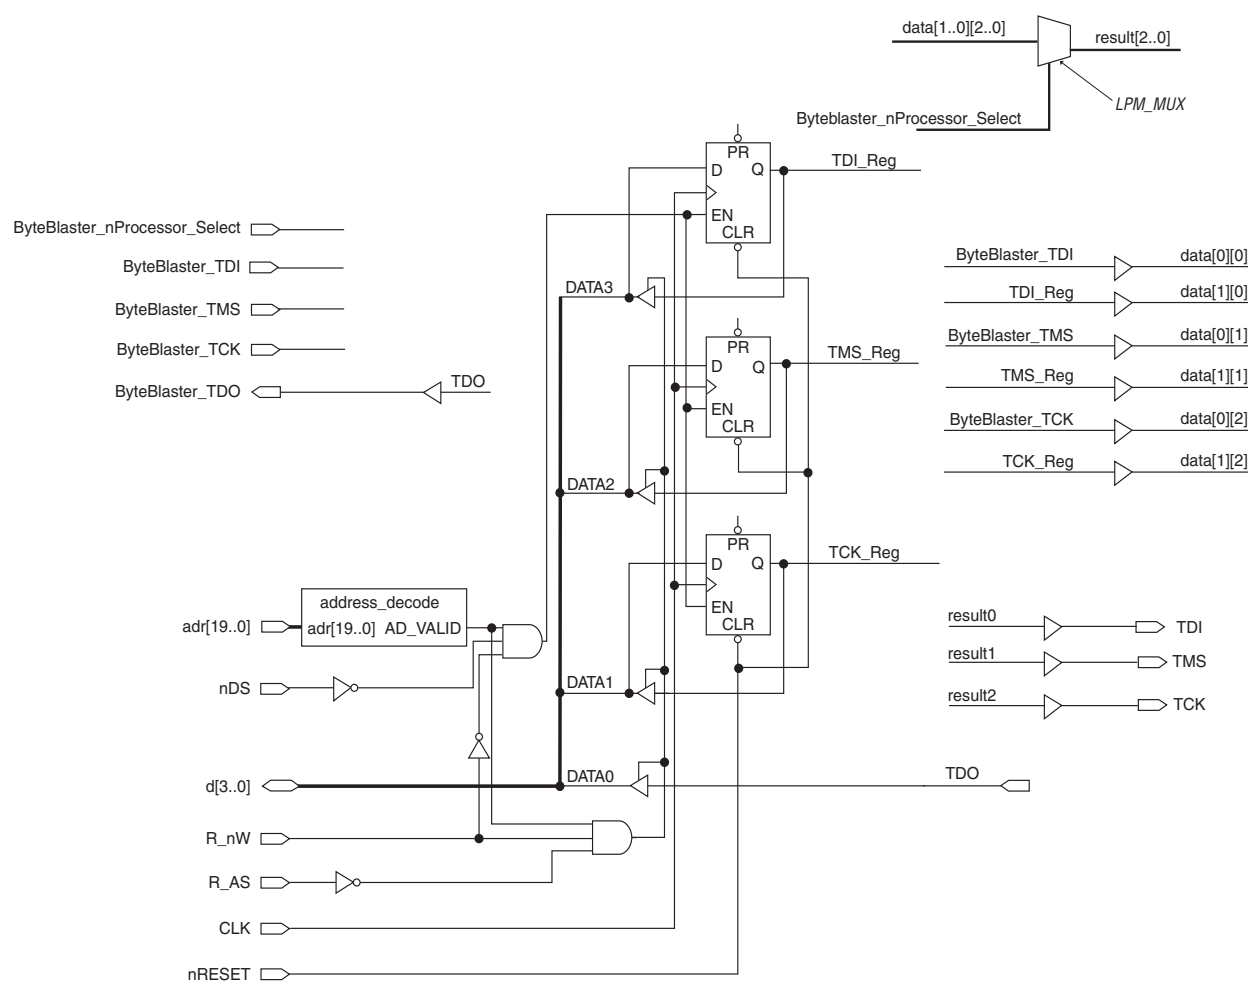 data[1..0][2..0]
result[2..0]
LPM_MUX
Byteblaster_nProcessor_Select
PR
D
Q
TDI_Reg
EN
CLR
ByteBlaster_nProcessor_Select
ByteBlaster_TDI
ByteBlaster_TMS
ByteBlaster_TCK
ByteBlaster_TDO
TDO
DATA3
PR
D
Q
TMS_Reg
EN
CLR
DATA2
PR
D
Q
TCK_Reg
EN
CLR
DATA1
ByteBlaster_TDI
data[0][0]
TDI_Reg
data[1][0]
ByteBlaster_TMS
data[0][1]
TMS_Reg
data[1][1]
ByteBlaster_TCK
data[0][2]
TCK_Reg
data[1][2]
address_decode
adr[19..0]
adr[19..0] AD_VALID
nDS
result0
TDI
result1
TMS
result2
TCK
d[3..0]
DATA0
TDO
R_nW
R_AS
CLK
nRESET